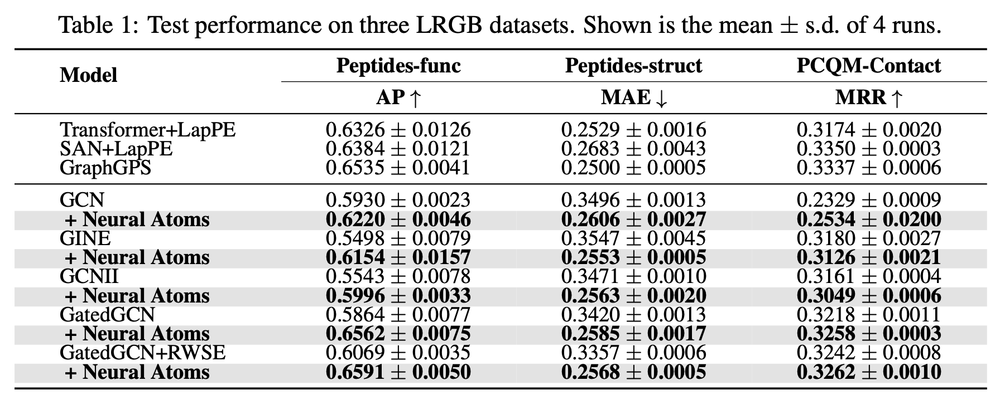 Table 1: Test performance on three LRGB datasets. Shown is the mean ± s.d. of 4 runs.
Model Peptides-func Peptides-struct PCQM-Contact
AP ↑ MAE ↓ MRR ↑
Transformer+LapPE 0.6326 ± 0.0126 0.2529 ± 0.0016 0.3174 ± 0.0020
SAN+LapPE 0.6384 ± 0.0121 0.2683 ± 0.0043 0.3350 ± 0.0003
GraphGPS 0.6535 ± 0.0041 0.2500 ± 0.0005 0.3337 ± 0.0006
GCN 0.5930 ± 0.0023 0.3496 ± 0.0013 0.2329 ± 0.0009
+ Neural Atoms 0.6220 ± 0.0046 0.2606 ± 0.0027 0.2534 ± 0.0200
GINE 0.5498 ± 0.0079 0.3547 ± 0.0045 0.3180 ± 0.0027
+ Neural Atoms 0.6154 ± 0.0157 0.2553 ± 0.0005 0.3126 ± 0.0021
GCNII 0.5543 ± 0.0078 0.3471 ± 0.0010 0.3161 ± 0.0004
+ Neural Atoms 0.5996 ± 0.0033 0.2563 ± 0.0020 0.3049 ± 0.0006
GatedGCN 0.5864 ± 0.0077 0.3420 ± 0.0013 0.3218 ± 0.0011
+ Neural Atoms 0.6562 ± 0.0075 0.2585 ± 0.0017 0.3258 ± 0.0003
GatedGCN+RWSE 0.6069 ± 0.0035 0.3357 ± 0.0006 0.3242 ± 0.0008
+ Neural Atoms 0.6591 ± 0.0050 0.2568 ± 0.0005 0.3262 ± 0.0010